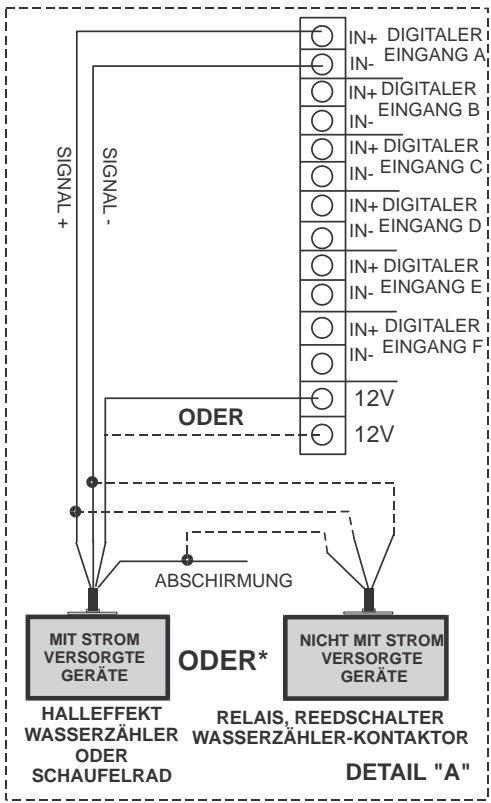 IN+ DIGITALER
EINGANG A
IN-
IN+ DIGITALER
EINGANG B
IN-
IN+ DIGITALER
EINGANG C
IN-
IN+ DIGITALER
EINGANG D
IN-
IN+ DIGITALER
EINGANG E
IN-
IN+ DIGITALER
EINGANG F
IN-
SIGNAL +
SIGNAL -
12V
ODER
12V
ABSCHIRMUNG
MIT STROM
VERSORGTE
GERÄTE
ODER*
NICHT MIT STROM
VERSORGTE
GERÄTE
HALLEFFEKT
WASSERZÄHLER
ODER
SCHAUFELRAD
RELAIS, REEDSCHALTER
WASSERZÄHLER-KONTAKTOR
DETAIL "A"